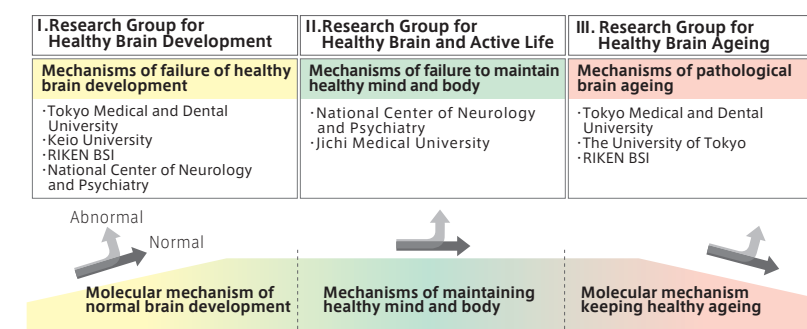 I.Research Group for
Healthy Brain Development
Mechanisms of failure of healthy
brain development
·Tokyo Medical and Dental
University
·Keio University
·RIKEN BSI
·National Center of Neurology
and Psychiatry
II.Research Group for
Healthy Brain and Active Life
Mechanisms of failure to maintain
healthy mind and body
·National Center of Neurology
and Psychiatry
·Jichi Medical University
III. Research Group for
Healthy Brain Ageing
Mechanisms of pathological
brain ageing
·Tokyo Medical and Dental
University
·The University of Tokyo
·RIKEN BSI
Abnormal
Normal
Molecular mechanism of
normal brain development
Mechanisms of maintaining
healthy mind and body
Molecular mechanism
keeping healthy ageing